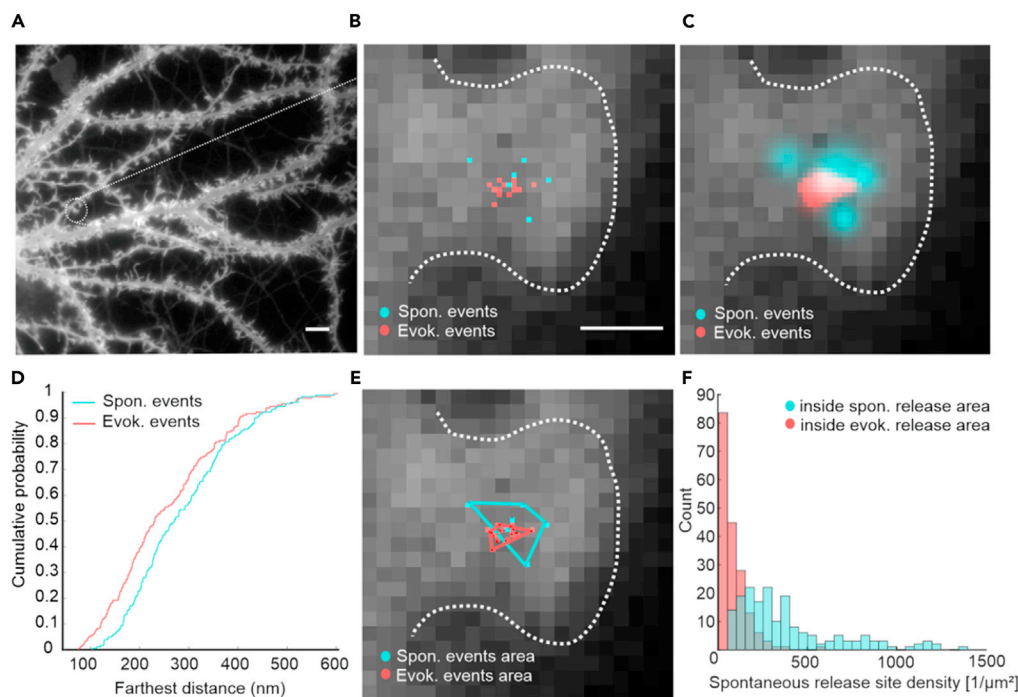 A
B
C
Spon. events
Evok. events
Spon. events
Evok. events
D
E
F
1
0.9
0.8
0.7
0.6
0.5
0.4
0.3
0.2
0.1
0
Cumulative probability
Spon. events
Evok. events
100 200 300 400 500 600
Farthest distance (nm)
Spon. events area
Evok. events area
90
80
70
60
50
40
30
20
10
0
Count
inside spon. release area
inside evok. release area
0 500 1000 1500
Spontaneous release site density [1/μm²]